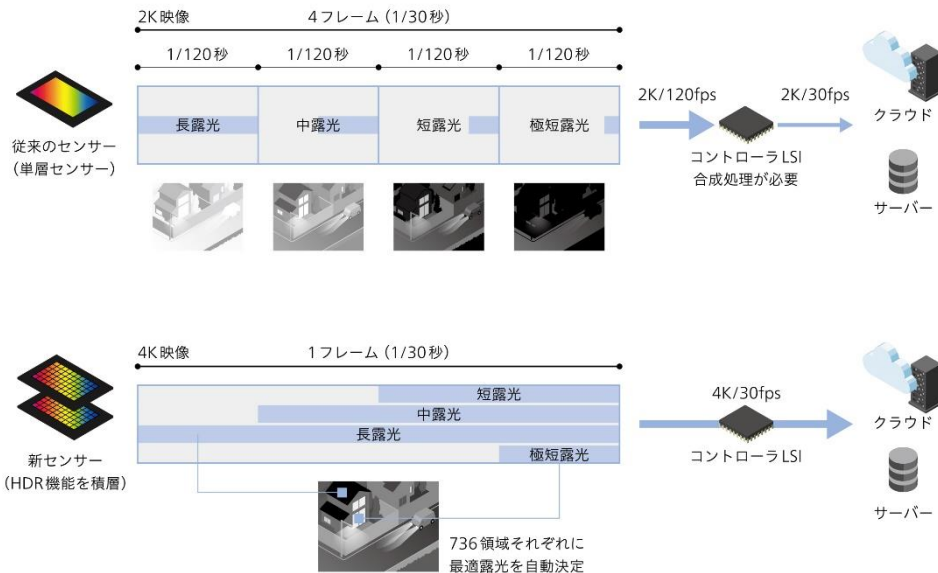 2K映像
4フレーム（1/30秒）
1/120秒
1/120秒
1/120秒
1/120秒
長露光
中露光
短露光
極短露光
従来のセンサー
（単層センサー）
2K/120fps
2K/30fps
コントローラLSI
合成処理が必要
クラウド
サーバー
4K映像
1フレーム（1/30秒）
短露光
中露光
長露光
極短露光
新センサー
（HDR機能を積層）
4K/30fps
コントローラLSI
クラウド
サーバー
736領域それぞれに
最適露光を自動決定